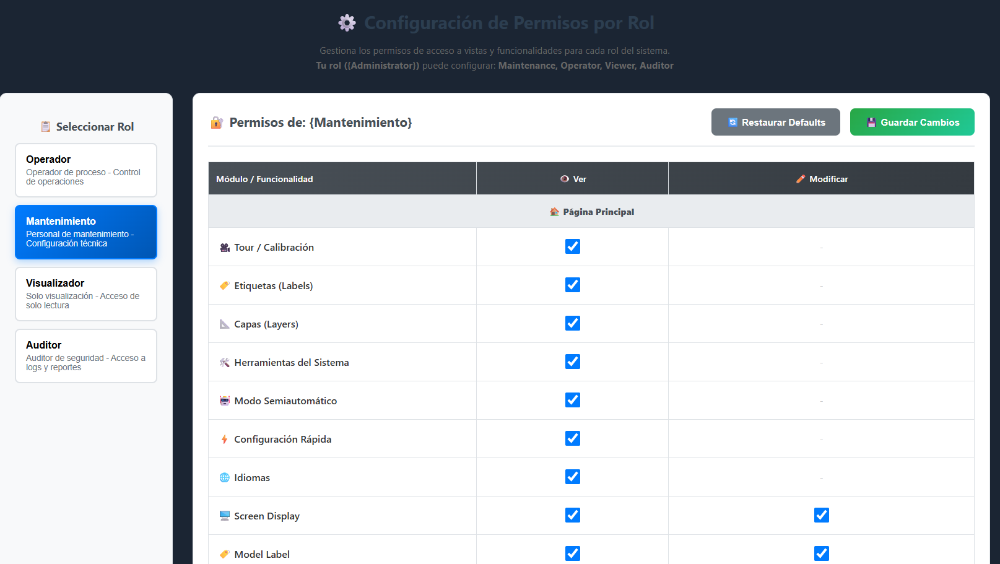 Configuración de Permisos por Rol
Gestiona los permisos de acceso a vistas y funcionalidades para cada rol del sistema.
Tu rol ({Administrator}) puede configurar: Maintenance, Operator, Viewer, Auditor
Seleccionar Rol
Operador
Operador de proceso - Control
de operaciones
Mantenimiento
Personal de mantenimiento -
Configuración técnica
Visualizador
Solo visualización - Acceso de
solo lectura
Auditor
Auditor de seguridad - Acceso a
logs y reportes
Permisos de: {Mantenimiento}
Restaurar Defaults
Guardar Cambios
Módulo / Funcionalidad
Ver
Modificar
Página Principal
Tour / Calibración
-
Etiquetas (Labels)
-
Capas (Layers)
-
Herramientas del Sistema
-
Modo Semiautomático
-
Configuración Rápida
-
Idiomas
-
Screen Display
Model Label